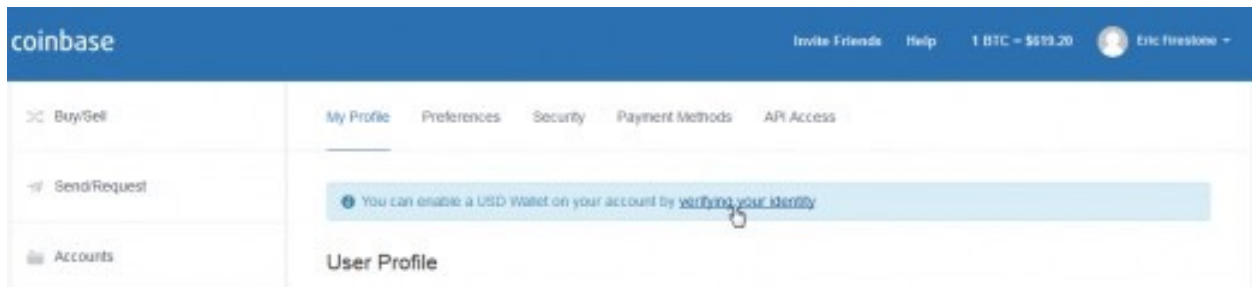 coinbase
Invite Friends Help 1 BTC = $619.20 Eric Firestone
Buy/Sell
My Profile Preferences Security Payment Methods API Access
Send/Request
You can enable a USD Wallet on your account by verifying your identity
Accounts
User Profile